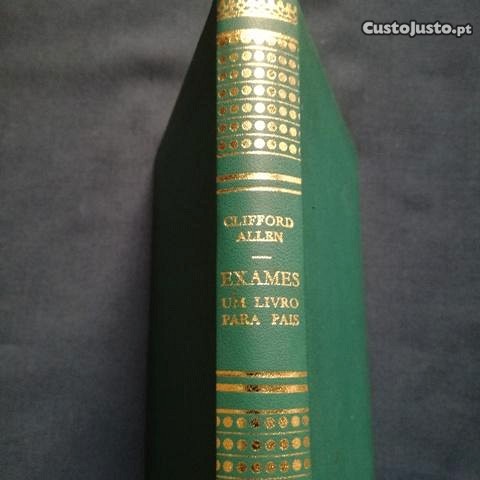 CustoJusto.pt
CLIFFORD
ALLEN
EXAMES
UM LIVRO
PARA PAIS